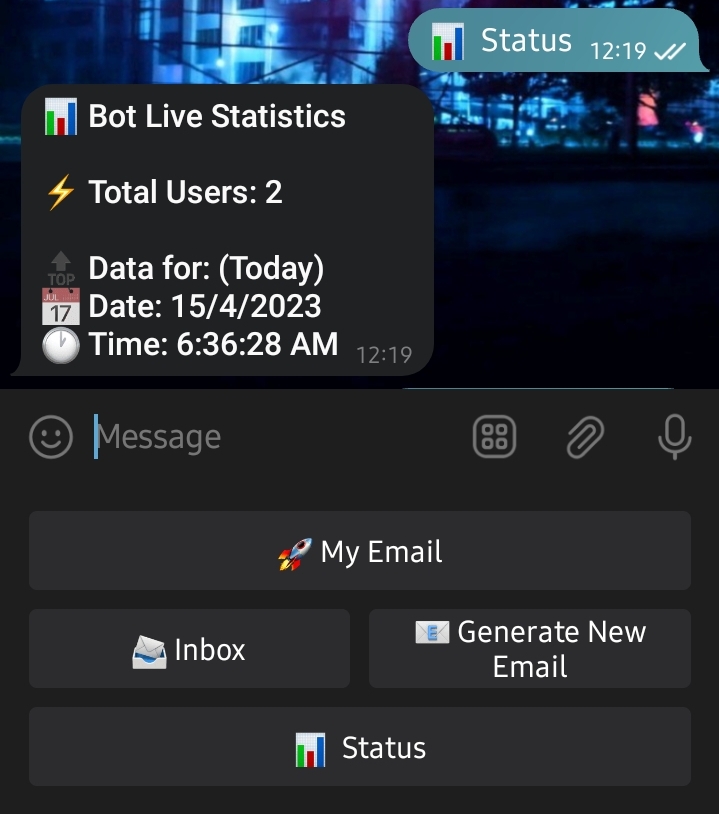 📊 Status 12:19
📊 Bot Live Statistics
⚡ Total Users: 2
🔝 Data for: (Today)
📅 Date: 15/4/2023
🕐 Time: 6:36:28 AM 12:19
Message
🚀 My Email
📨 Inbox
📧 Generate New
Email
📊 Status